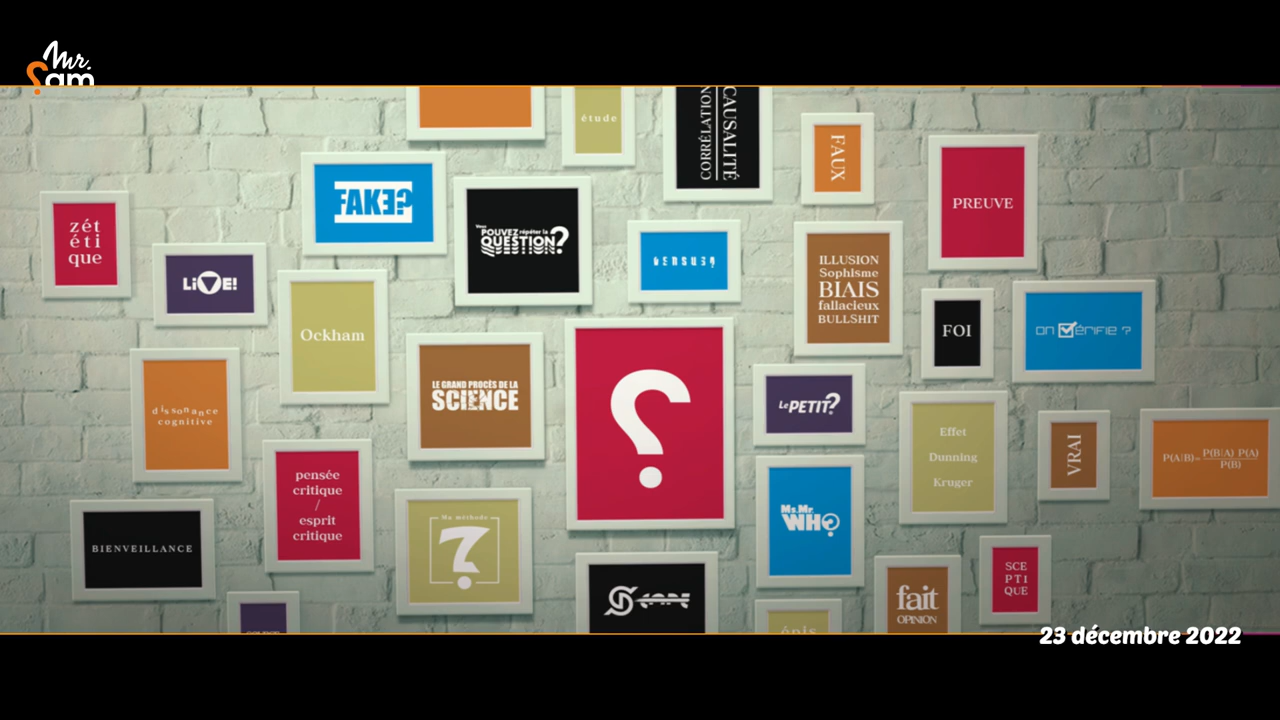 Mr.
Sam
étude
CORRÉLATION
CAUSALITÉ
FAUX
PREUVE
FAKE?
Vous
POUVEZ répéter la
QUESTION?
zét
éti
que
LiVE!
Ockham
ILLUSION
Sophisme
BIAIS
fallacieux
BULLSHIT
FOI
on vérifie ?
LE GRAND PROCÈS DE LA
SCIENCE
?
Le PETIT?
dissonance
cognitive
Effet
Dunning
Kruger
VRAI
P(A|B)=P(B|A) P(A)
P(B)
pensée
critique
/
esprit
critique
Ms.Mr.
WHO?
BIENVEILLANCE
Ma méthode
?
SCE
PTI
QUE
fait
OPINION
23 décembre 2022